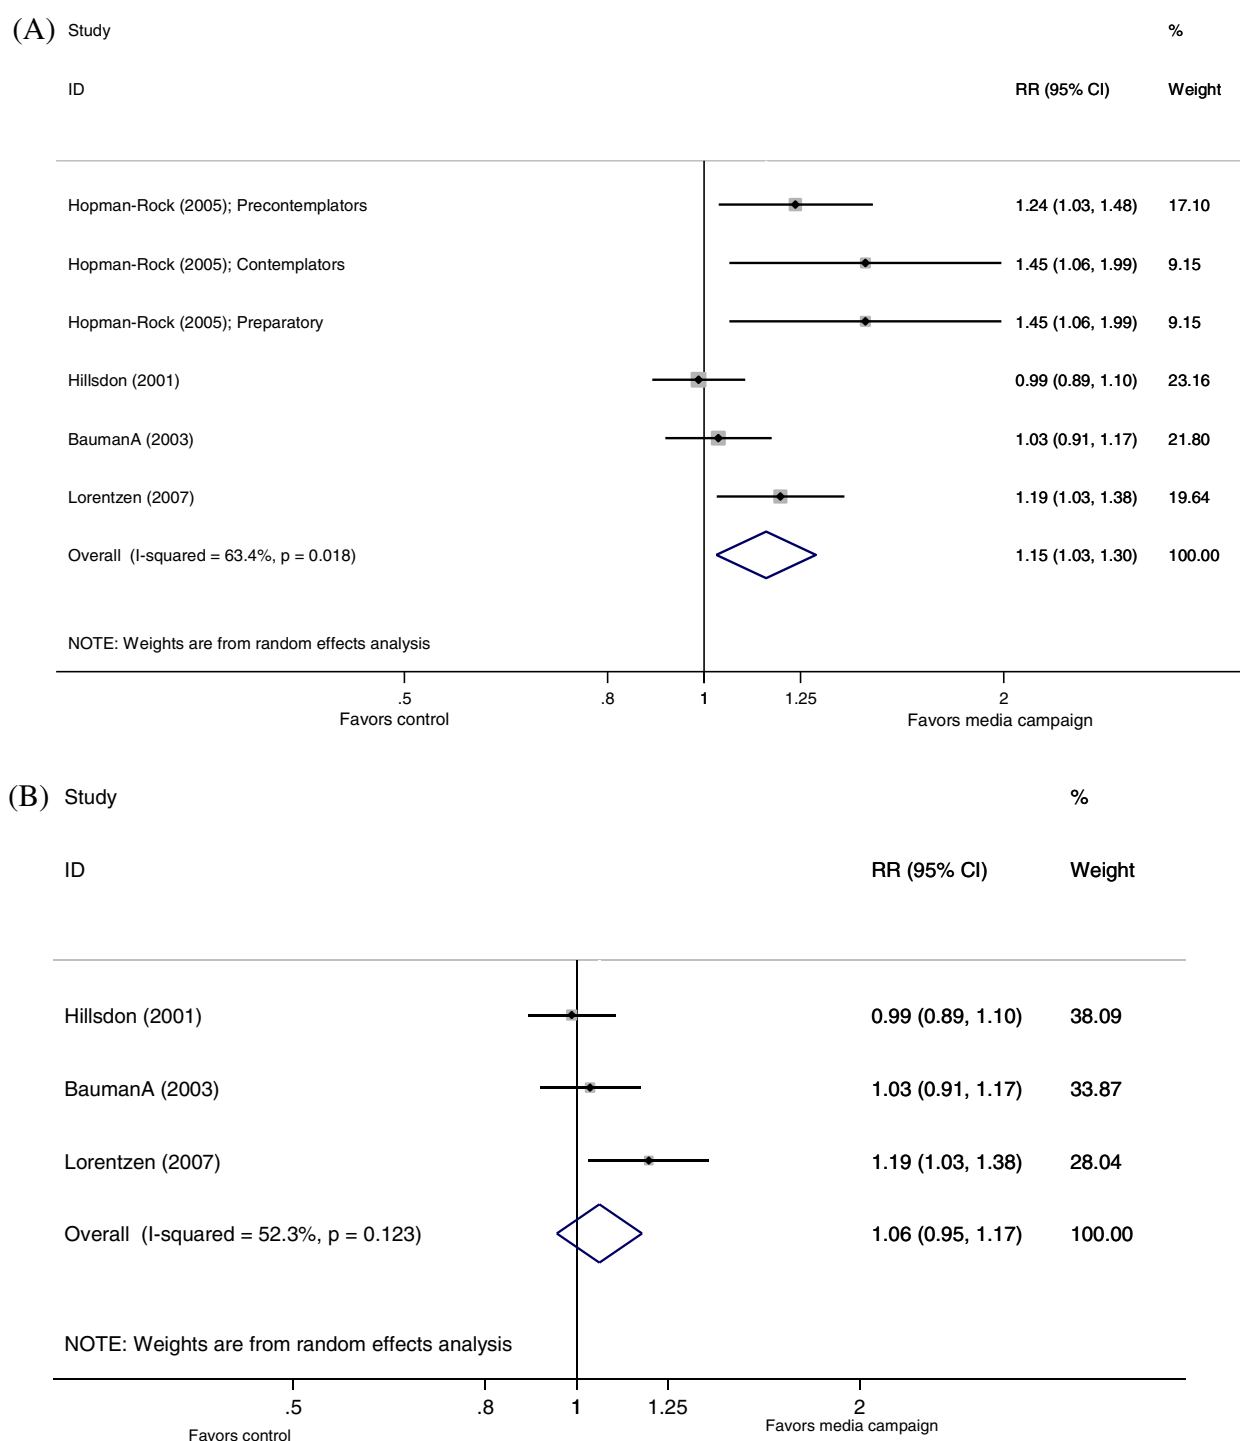 (A) Study %
ID RR (95% CI) Weight
Hopman-Rock (2005); Precontemplators 1.24 (1.03, 1.48) 17.10
Hopman-Rock (2005); Contemplators 1.45 (1.06, 1.99) 9.15
Hopman-Rock (2005); Preparatory 1.45 (1.06, 1.99) 9.15
Hillsdon (2001) 0.99 (0.89, 1.10) 23.16
BaumanA (2003) 1.03 (0.91, 1.17) 21.80
Lorentzen (2007) 1.19 (1.03, 1.38) 19.64
Overall (I-squared = 63.4%, p = 0.018) 1.15 (1.03, 1.30) 100.00
NOTE: Weights are from random effects analysis
.5 .8 1 1.25 2
Favors control Favors media campaign
(B) Study %
ID RR (95% CI) Weight
Hillsdon (2001) 0.99 (0.89, 1.10) 38.09
BaumanA (2003) 1.03 (0.91, 1.17) 33.87
Lorentzen (2007) 1.19 (1.03, 1.38) 28.04
Overall (I-squared = 52.3%, p = 0.123) 1.06 (0.95, 1.17) 100.00
NOTE: Weights are from random effects analysis
.5 .8 1 1.25 2
Favors control Favors media campaign